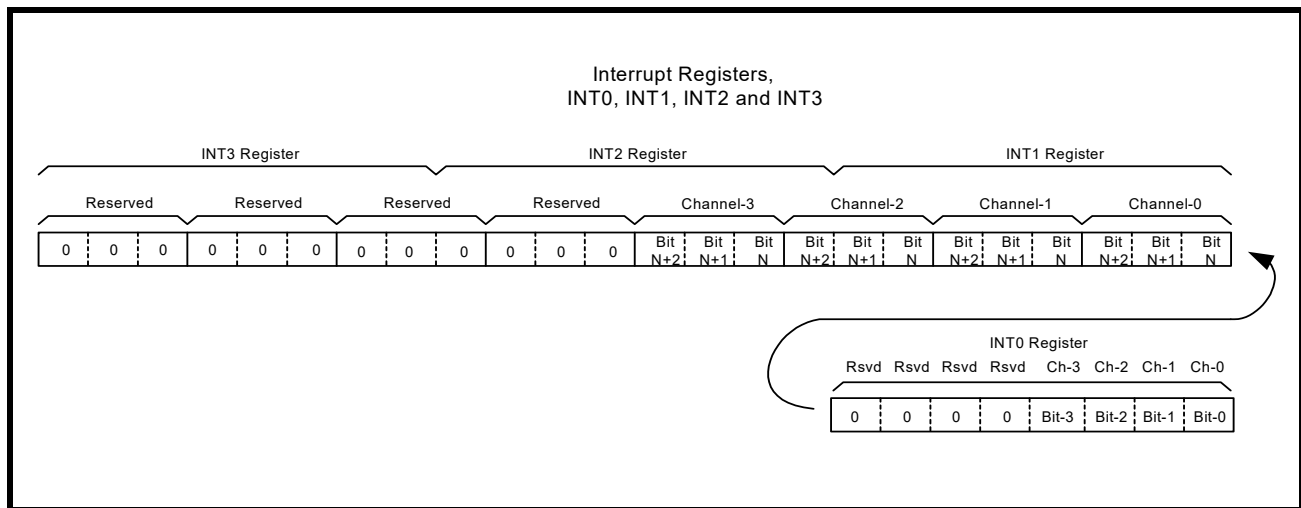 Interrupt Registers,
INT0, INT1, INT2 and INT3
INT3 Register INT2 Register INT1 Register
Reserved Reserved Reserved Reserved Channel-3 Channel-2 Channel-1 Channel-0
0 0 0 0 0 0 0 0 0 0 0 0 Bit Bit Bit Bit Bit Bit Bit Bit Bit Bit Bit Bit
N+2 N+1 N N+2 N+1 N N+2 N+1 N N+2 N+1 N
INT0 Register
Rsvd Rsvd Rsvd Rsvd Ch-3 Ch-2 Ch-1 Ch-0
0 0 0 0 Bit-3 Bit-2 Bit-1 Bit-0